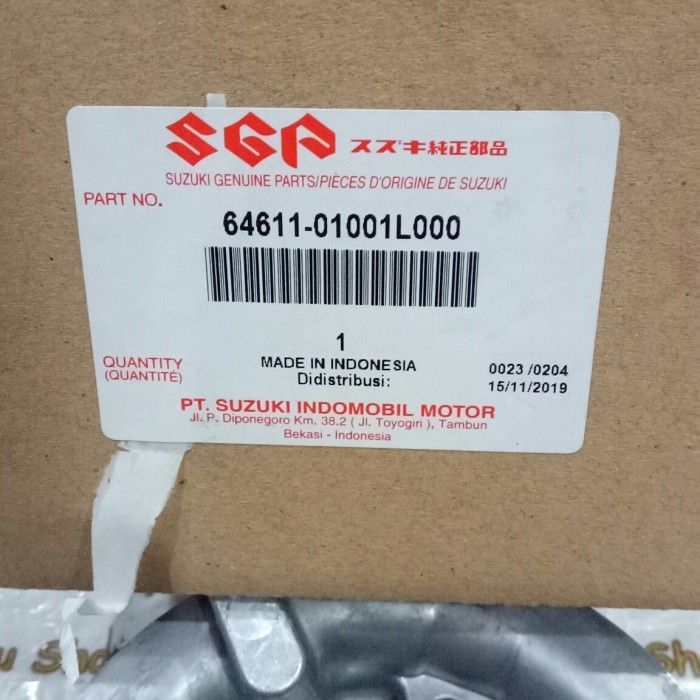 SGP スズキ純正部品
SUZUKI GENUINE PARTS/PIÈCES D'ORIGINE DE SUZUKI
PART NO.
64611-01001L000
1
QUANTITY
(QUANTITÉ)
MADE IN INDONESIA
Didistribusi:
0023 /0204
15/11/2019
PT. SUZUKI INDOMOBIL MOTOR
Jl. P. Diponegoro Km. 38.2 ( Jl. Toyogiri ), Tambun
Bekasi - Indonesia